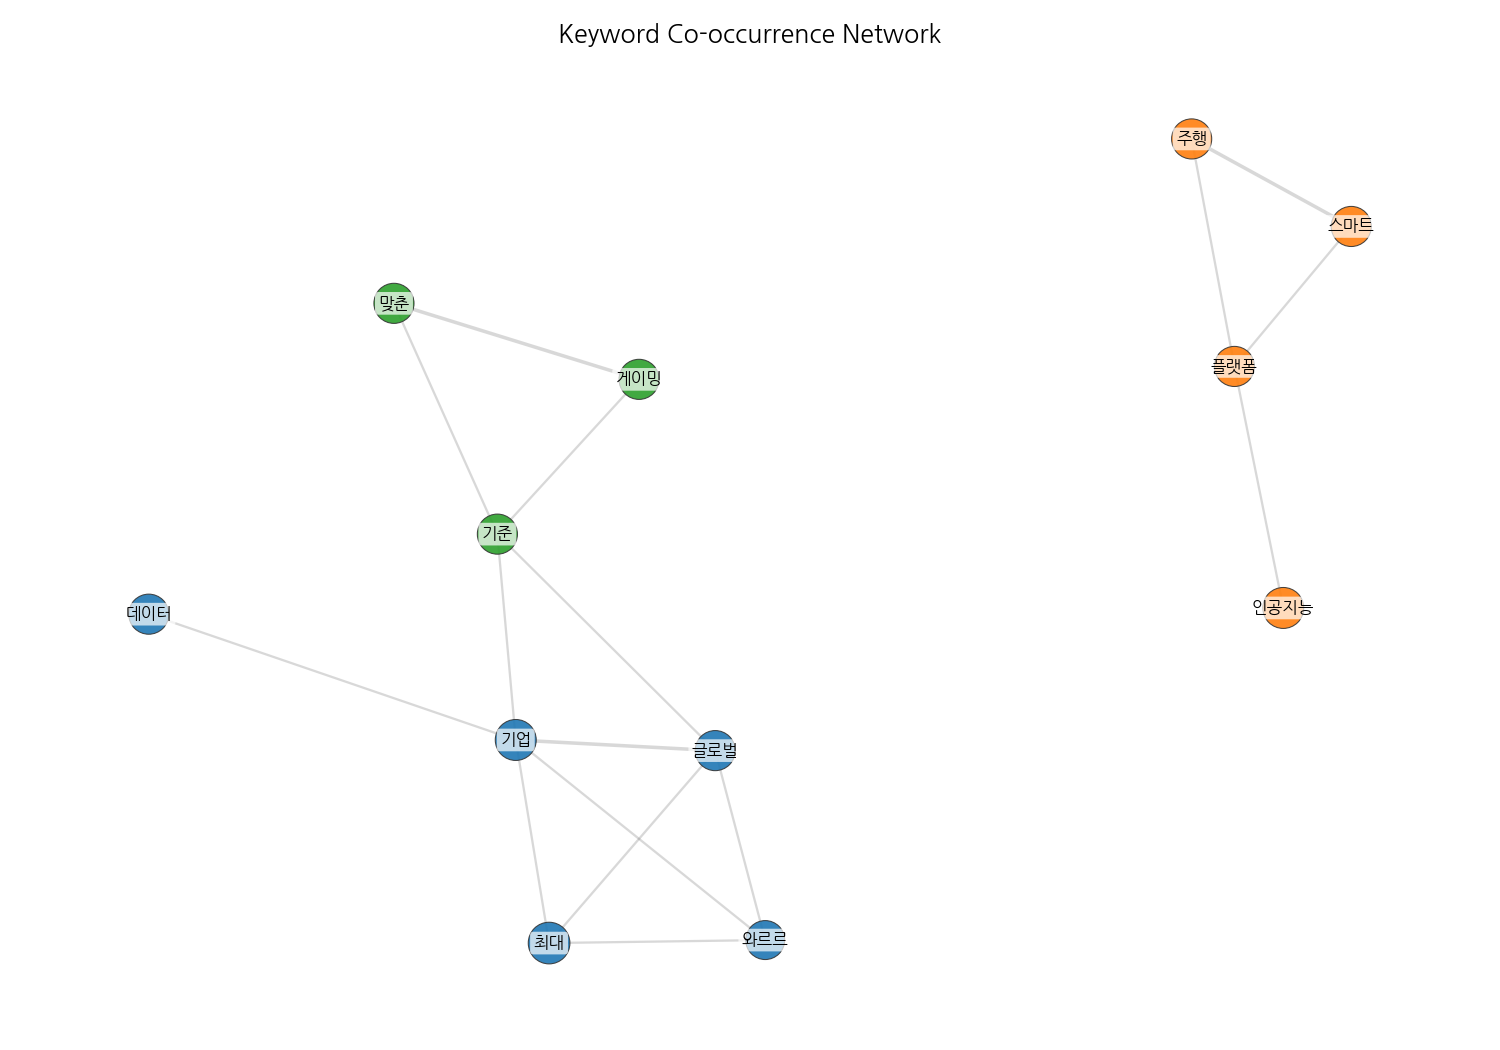 Keyword Co-occurrence Network
주행
스마트
맞춘
플랫폼
게이밍
기준
인공지능
데이터
기업
글로벌
최대
와르르